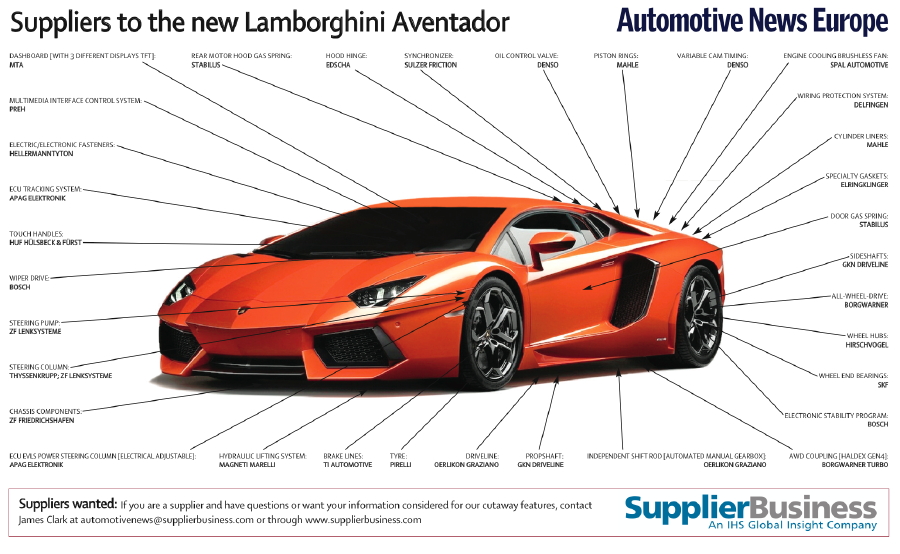 Suppliers to the new Lamborghini Aventador
Automotive News Europe
DASHBOARD [WITH 3 DIFFERENT DISPLAYS TFT]:
MTA
REAR MOTOR HOOD GAS SPRING:
STABILUS
HOOD HINGE:
EDSCHA
SYNCHRONIZER:
SULZER FRICTION
OIL CONTROL VALVE:
DENSO
PISTON RINGS:
MAHLE
VARIABLE CAM TIMING:
DENSO
ENGINE COOLING BRUSHLESS FAN:
SPAL AUTOMOTIVE
MULTIMEDIA INTERFACE CONTROL SYSTEM:
PREH
WIRING PROTECTION SYSTEM:
DELFINGEN
ELECTRIC/ELECTRONIC FASTENERS:
HELLERMANNTYTON
CYLINDER LINERS:
MAHLE
ECU TRACKING SYSTEM:
APAG ELEKTRONIK
SPECIALTY GASKETS:
ELRINGKLINGER
TOUCH HANDLES:
HUF HÜLSBECK & FÜRST
DOOR GAS SPRING:
STABILUS
WIPER DRIVE:
BOSCH
SIDESHAFTS:
GKN DRIVELINE
STEERING PUMP:
ZF LENKSYSTEME
ALL-WHEEL-DRIVE:
BORGWARNER
STEERING COLUMN:
THYSSENKRUPP; ZF LENKSYSTEME
WHEEL HUBS:
HIRSCHVOGEL
WHEEL END BEARINGS:
SKF
CHASSIS COMPONENTS:
ZF FRIEDRICHSHAFEN
ELECTRONIC STABILITY PROGRAM:
BOSCH
ECU EVLS POWER STEERING COLUMN [ELECTRICAL ADJUSTABLE]:
APAG ELEKTRONIK
HYDRAULIC LIFTING SYSTEM:
MAGNETI MARELLI
BRAKE LINES:
TI AUTOMOTIVE
TYRE:
PIRELLI
DRIVELINE:
OERLIKON GRAZIANO
PROPSHAFT:
GKN DRIVELINE
INDEPENDENT SHIFT ROD [AUTOMATED MANUAL GEARBOX]:
OERLIKON GRAZIANO
AWD COUPLING [HALDEX GEN4]:
BORGWARNER TURBO
Suppliers wanted: If you are a supplier and have questions or want your information considered for our cutaway features, contact
James Clark at automotivenews@supplierbusiness.com or through www.supplierbusiness.com
SupplierBusiness
An IHS Global Insight Company